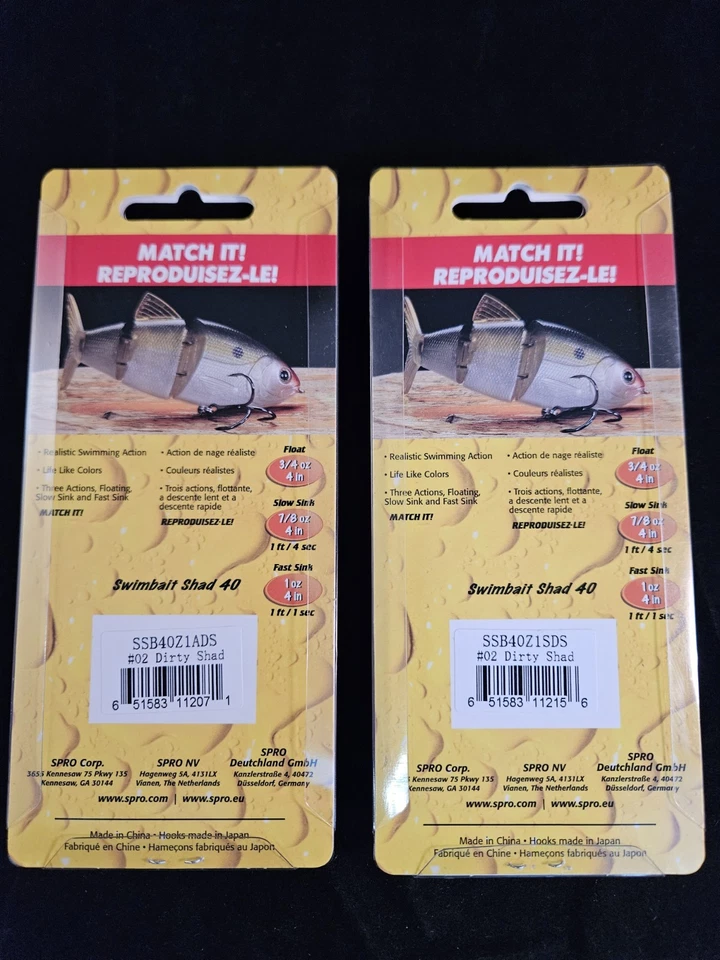 MATCH IT!
REPRODUISEZ-LE!
• Realistic Swimming Action
• Life Like Colors
• Three Actions, Floating,
Slow Sink and Fast Sink
MATCH IT!
• Action de nage réaliste
• Couleurs réalistes
• Trois actions, flottante,
a descente lent et a
descente rapide
REPRODUISEZ-LE!
Float
3/4 oz
4 in
Slow Sink
7/8 oz
4 in
1 ft / 4 sec
Fast Sink
1 oz
4 in
1 ft / 1 sec
Swimbait Shad 40
SSB40Z1ADS
#02 Dirty Shad
6 51583 11207 1
SPRO Corp.
3655 Kennesaw 75 Pkwy 135
Kennesaw, GA 30144
SPRO NV
Hagenweg 5A, 4131LX
Vianen, The Netherlands
SPRO
Deutchland GmbH
Kanzlerstraße 4, 40472
Düsseldorf, Germany
www.spro.com | www.spro.eu
Made in China • Hooks made in Japan
Fabriqué en Chine • Hameçons fabriqués au Japon
MATCH IT!
REPRODUISEZ-LE!
• Realistic Swimming Action
• Life Like Colors
• Three Actions, Floating,
Slow Sink and Fast Sink
MATCH IT!
• Action de nage réaliste
• Couleurs réalistes
• Trois actions, flottante,
a descente lent et a
descente rapide
REPRODUISEZ-LE!
Float
3/4 oz
4 in
Slow Sink
7/8 oz
4 in
1 ft / 4 sec
Fast Sink
1 oz
4 in
1 ft / 1 sec
Swimbait Shad 40
SSB40Z1SDS
#02 Dirty Shad
6 51583 11215 6
SPRO Corp.
Kennesaw 75 Pkwy 135
Kennesaw, GA 30144
SPRO NV
Hagenweg 5A, 4131LX
Vianen, The Netherlands
SPRO
Deutchland GmbH
Kanzlerstraße 4, 40472
Düsseldorf, Germany
www.spro.com | www.spro.eu
Made in China • Hooks made in Japan
Fabriqué en Chine • Hameçons fabriqués au Japon